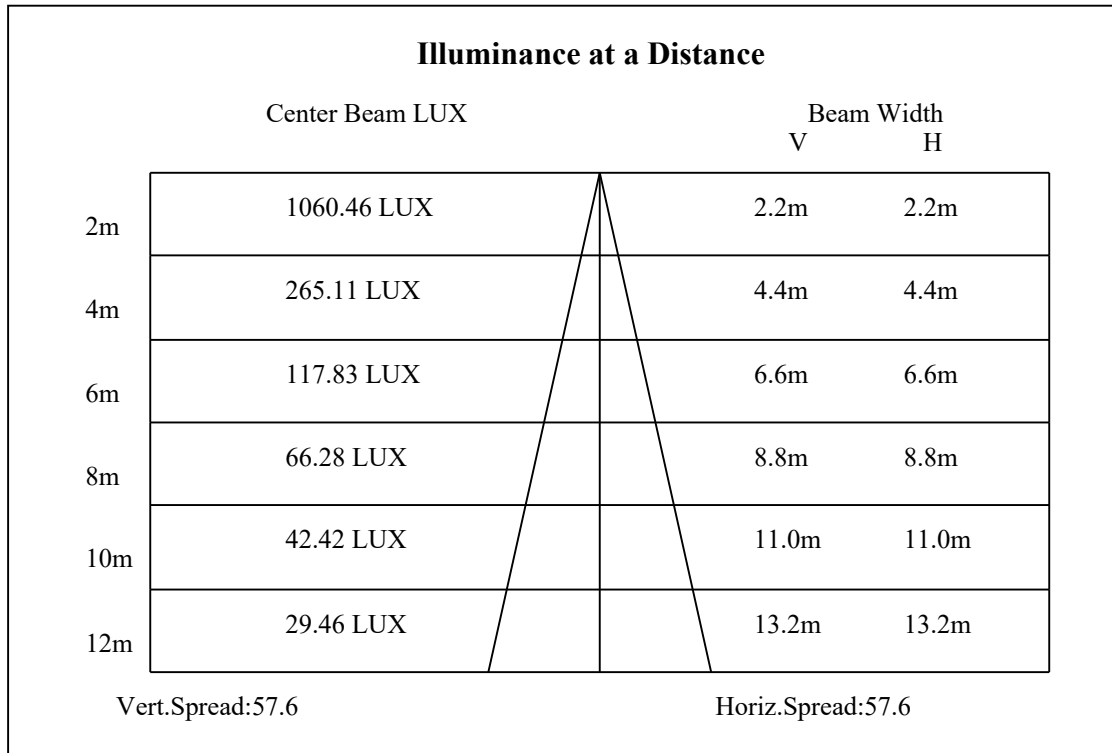 Illuminance at a Distance
Center Beam LUX Beam Width
V H
2m 1060.46 LUX 2.2m 2.2m
4m 265.11 LUX 4.4m 4.4m
6m 117.83 LUX 6.6m 6.6m
8m 66.28 LUX 8.8m 8.8m
10m 42.42 LUX 11.0m 11.0m
12m 29.46 LUX 13.2m 13.2m
Vert.Spread:57.6 Horiz.Spread:57.6